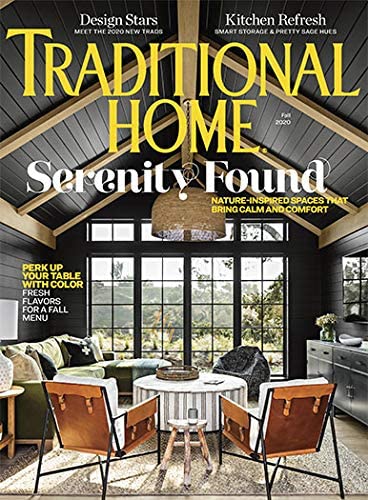 Design Stars
MEET THE 2020 NEW TRADS
Kitchen Refresh
SMART STORAGE & PRETTY SAGE HUES
TRADITIONAL
HOME®
Fall
2020
Serenity Found
NATURE-INSPIRED SPACES THAT
BRING CALM AND COMFORT
PERK UP
YOUR TABLE
WITH COLOR
FRESH
FLAVORS
FOR A FALL
MENU